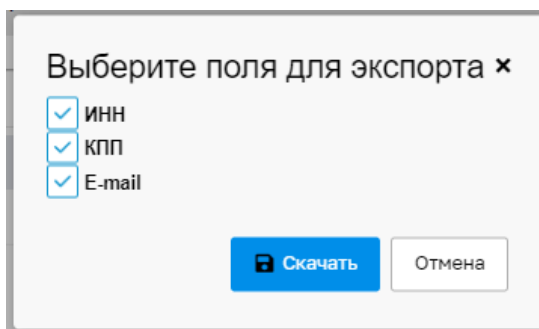 Выберите поля для экспорта ×
ИНН
КПП
E-mail
Скачать Отмена